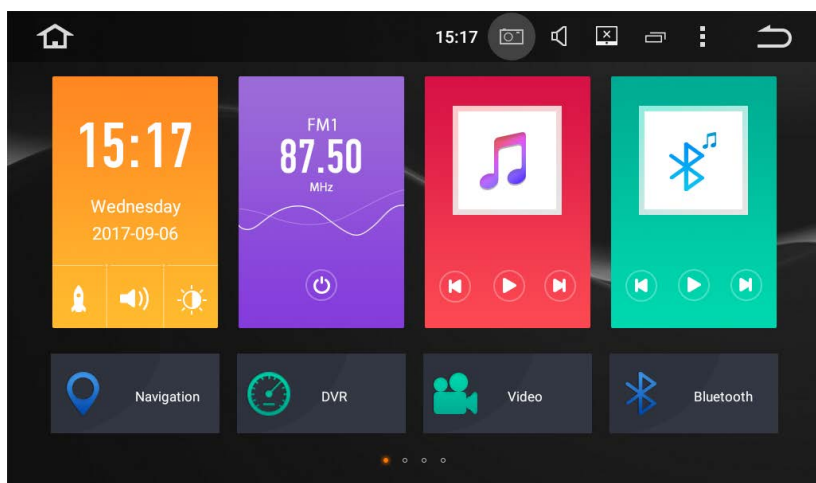 15:17
15:17
Wednesday
2017-09-06
FM1
87.50
MHz
Navigation
DVR
Video
Bluetooth